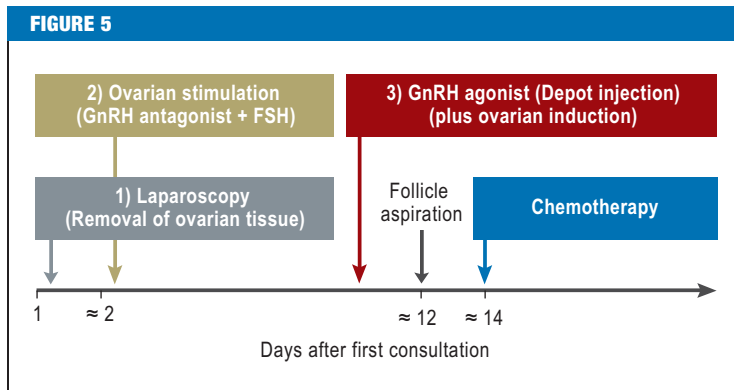 FIGURE 5
2) Ovarian stimulation
(GnRH antagonist + FSH)
3) GnRH agonist (Depot injection)
(plus ovarian induction)
1) Laparoscopy
(Removal of ovarian tissue)
Follicle
aspiration
Chemotherapy
1
≈ 2
≈ 12
≈ 14
Days after first consultation